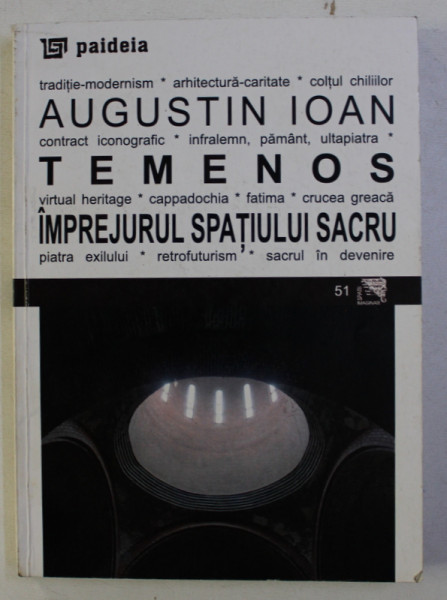 paideia
tradiție-modernism * arhitectură-caritate * colțul chiliilor
AUGUSTIN IOAN
contract iconografic * infralemn, pământ, ultapiatra *
TEMENOS
virtual heritage * cappadochia * fatima * crucea greacă
ÎMPREJURUL SPAȚIULUI SACRU
piatra exilului * retrofuturism * sacrul în devenire
51